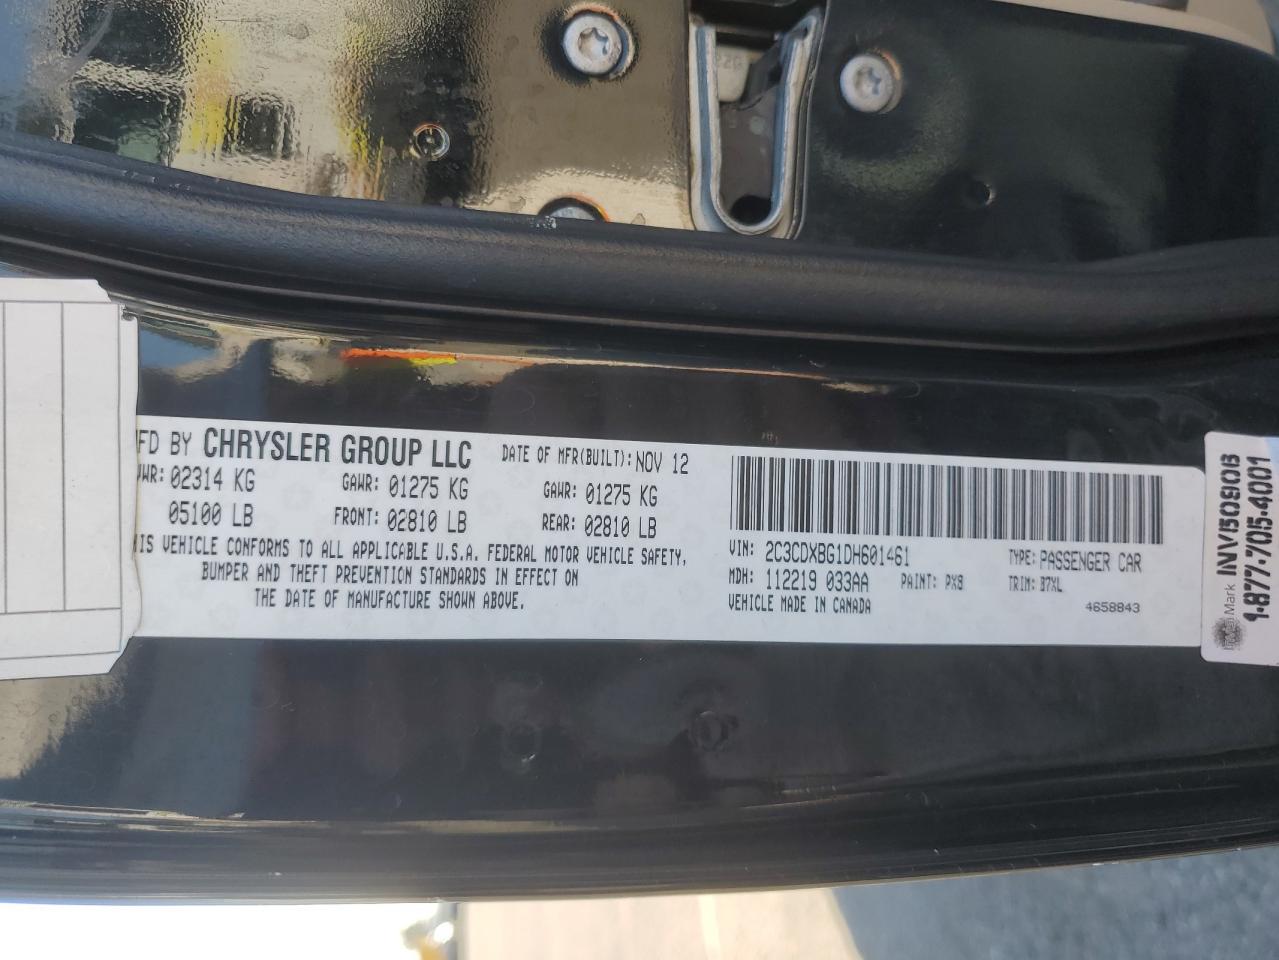 FD BY CHRYSLER GROUP LLC DATE OF MFR(BUILT): NOV 12
WR: 02314 KG GAWR: 01275 KG GAWR: 01275 KG
05100 LB FRONT: 02810 LB REAR: 02810 LB
IS VEHICLE CONFORMS TO ALL APPLICABLE U.S.A. FEDERAL MOTOR VEHICLE SAFETY,
BUMPER AND THEFT PREVENTION STANDARDS IN EFFECT ON
THE DATE OF MANUFACTURE SHOWN ABOVE.
VIN: 2C3CDXBG1DH601461 TYPE: PASSENGER CAR
MDH: 112219 033AA PAINT: PX8 TRIM: B7XL
VEHICLE MADE IN CANADA 4658843
Mark INV150906
1-877-705-4001